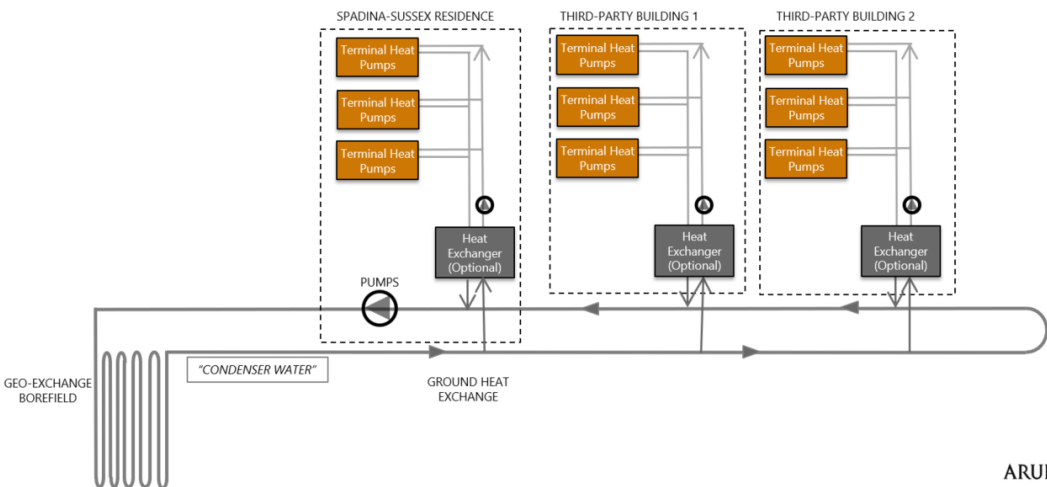 SPADINA-SUSSEX RESIDENCE
THIRD-PARTY BUILDING 1
THIRD-PARTY BUILDING 2
Terminal Heat
Pumps
Terminal Heat
Pumps
Terminal Heat
Pumps
Terminal Heat
Pumps
Terminal Heat
Pumps
Terminal Heat
Pumps
Terminal Heat
Pumps
Terminal Heat
Pumps
Terminal Heat
Pumps
Heat
Exchanger
(Optional)
Heat
Exchanger
(Optional)
Heat
Exchanger
(Optional)
PUMPS
"CONDENSER WATER"
GEO-EXCHANGE
BOREFIELD
GROUND HEAT
EXCHANGE